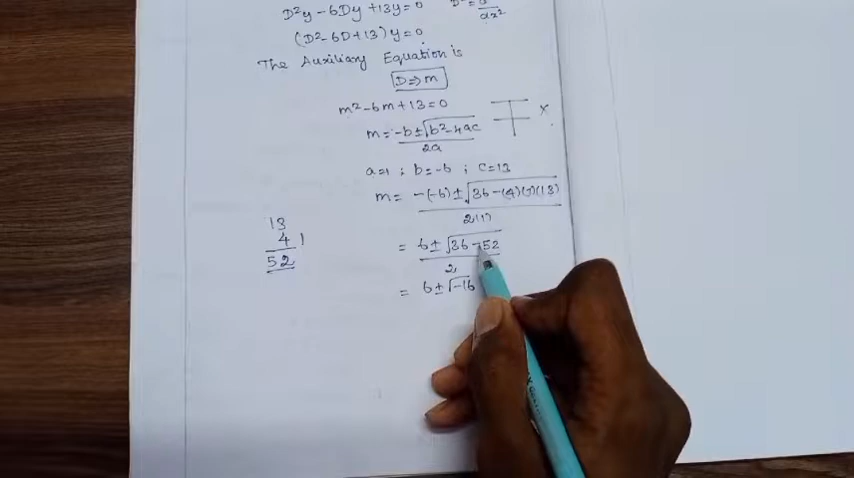 D²y - 6Dy + 13y = 0
dx²
(D² - 6D + 13) y = 0
The Auxiliary Equation is
D ⇒ m
m² - 6m + 13 = 0
m = -b ± √b² - 4ac
2a
a = 1 ; b = -6 ; c = 13
m = -(-6) ± √36 - (4)(1)(13)
2(1)
13
4 1
52
= 6 ± √36 - 52
2
= 6 ± √-16